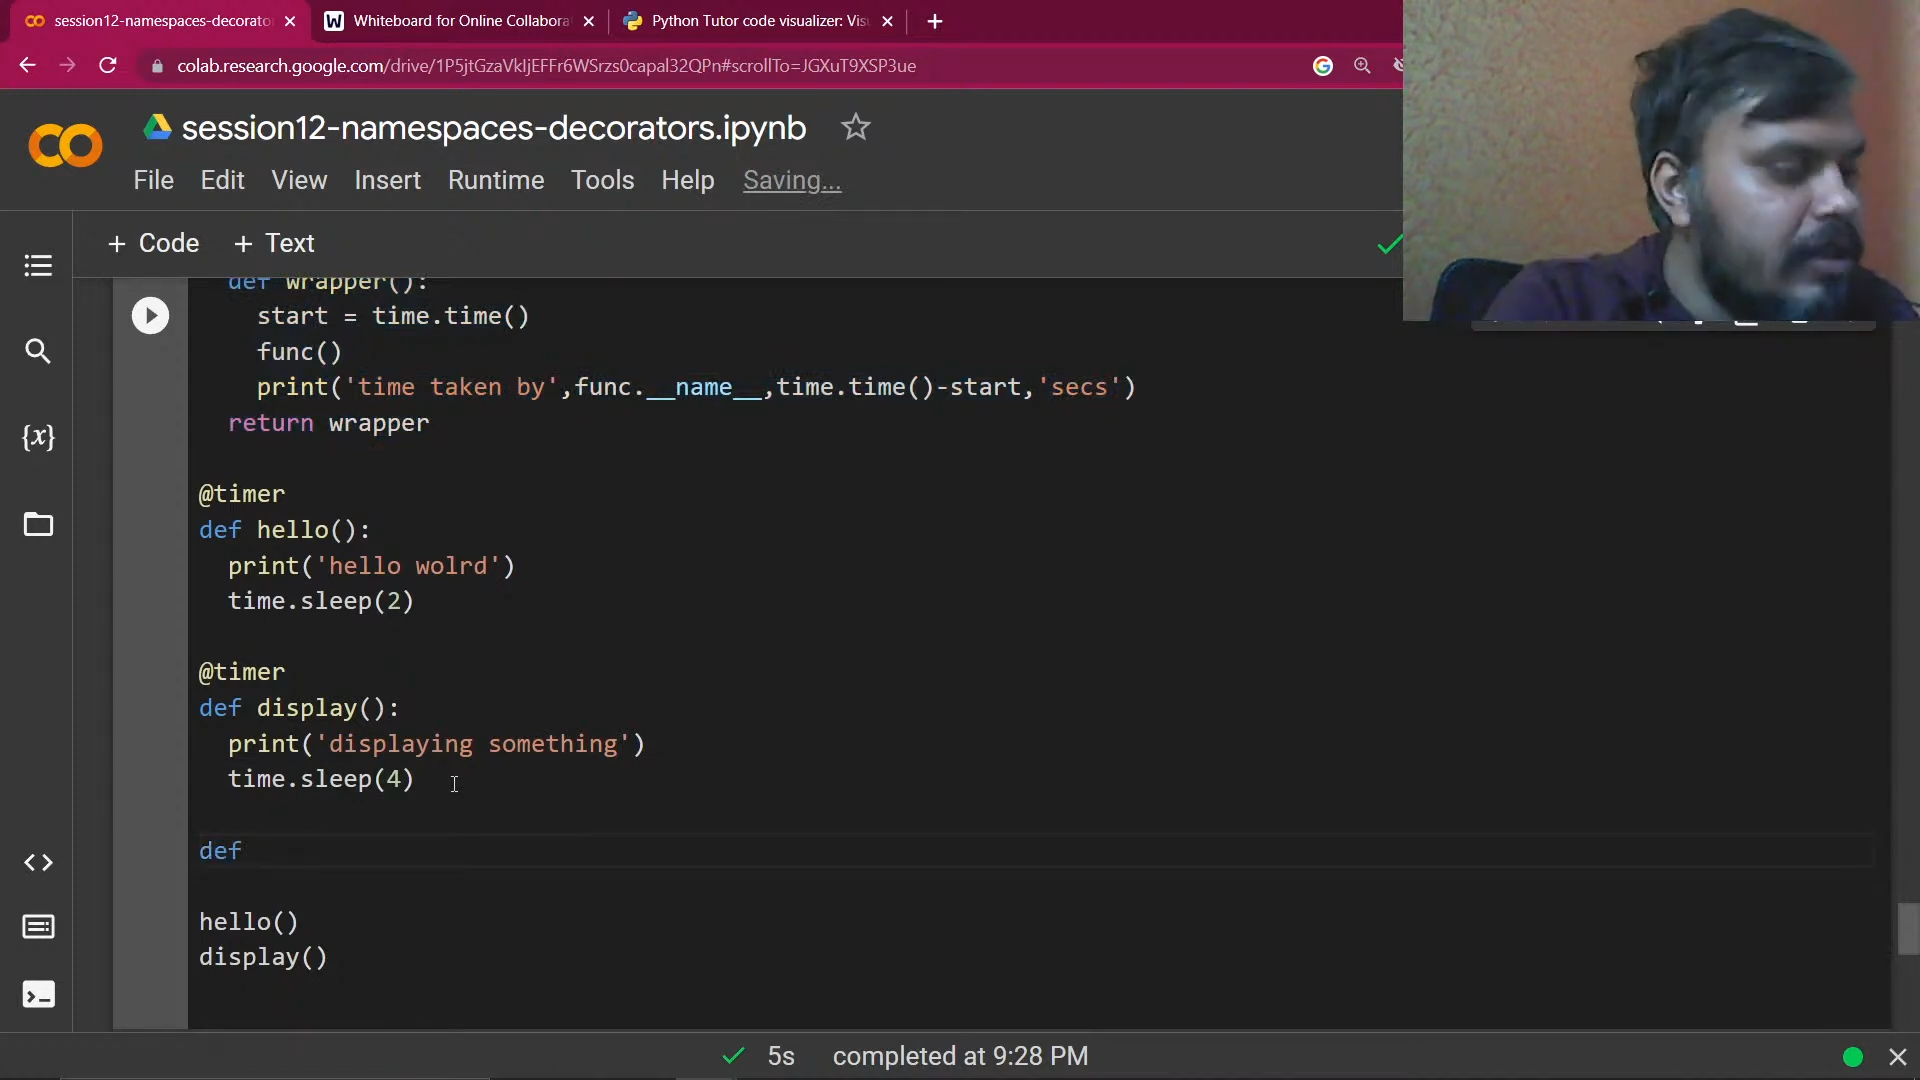 session12-namespaces-decorato
Whiteboard for Online Collabora
Python Tutor code visualizer: Vis
colab.research.google.com/drive/1P5jtGzaVkIjEFFr6WSrzs0capal32QPn#scrollTo=JGXuT9XSP3ue
session12-namespaces-decorators.ipynb
File Edit View Insert Runtime Tools Help Saving...
+ Code + Text
def wrapper():
start = time.time()
func()
print('time taken by',func.__name__,time.time()-start,'secs')
return wrapper
@timer
def hello():
print('hello wolrd')
time.sleep(2)
@timer
def display():
print('displaying something')
time.sleep(4)
def
hello()
display()
5s completed at 9:28 PM